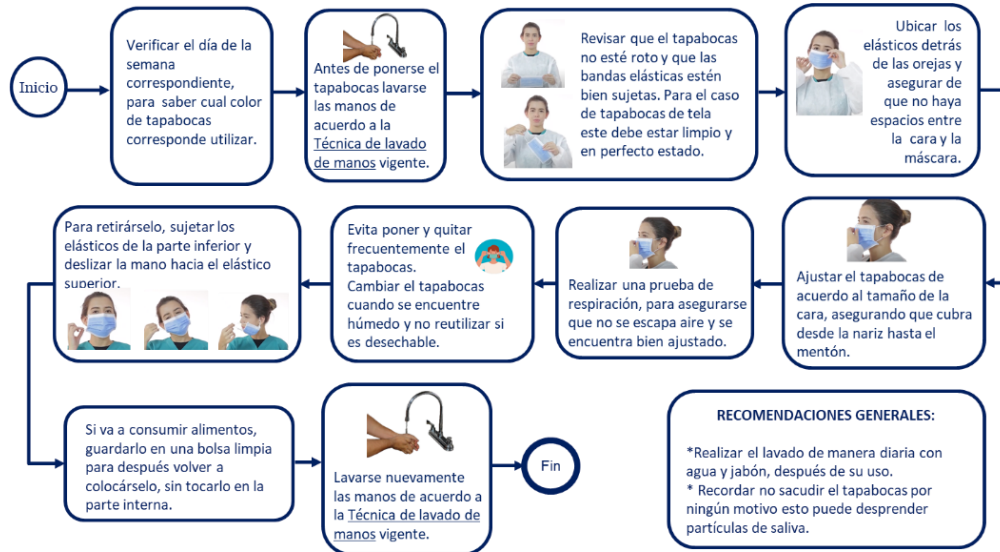 Inicio
Verificar el día de la
semana
correspondiente,
para saber cual color
de tapabocas
corresponde utilizar.
Antes de ponerse el
tapabocas lavarse
las manos de
acuerdo a la
Técnica de lavado
de manos vigente.
Revisar que el tapabocas
no esté roto y que las
bandas elásticas estén
bien sujetas. Para el caso
de tapabocas de tela
este debe estar limpio y
en perfecto estado.
Ubicar los
elásticos detrás
de las orejas y
asegurar de
que no haya
espacios entre
la cara y la
máscara.
Ajustar el tapabocas de
acuerdo al tamaño de la
cara, asegurando que cubra
desde la nariz hasta el
mentón.
Realizar una prueba de
respiración, para asegurarse
que no se escapa aire y se
encuentra bien ajustado.
Evita poner y quitar
frecuentemente el
tapabocas.
Cambiar el tapabocas
cuando se encuentre
húmedo y no reutilizar si
es desechable.
Para retirárselo, sujetar los
elásticos de la parte inferior y
deslizar la mano hacia el elástico
superior.
Si va a consumir alimentos,
guardarlo en una bolsa limpia
para después volver a
colocárselo, sin tocarlo en la
parte interna.
Lavarse nuevamente
las manos de acuerdo a
la Técnica de lavado de
manos vigente.
Fin
RECOMENDACIONES GENERALES:
*Realizar el lavado de manera diaria con
agua y jabón, después de su uso.
* Recordar no sacudir el tapabocas por
ningún motivo esto puede desprender
partículas de saliva.